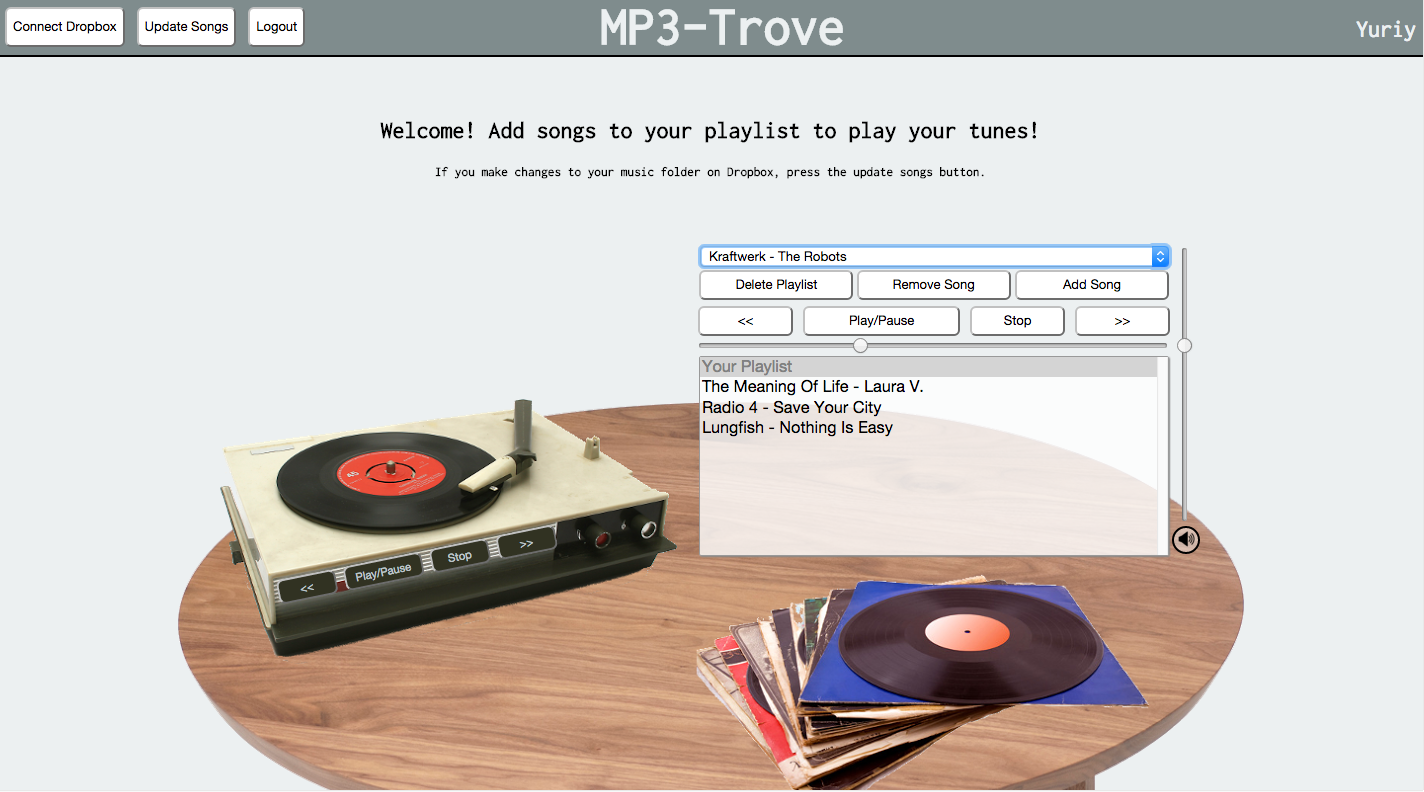 Connect Dropbox
Update Songs
Logout
MP3-Trove
Yuriy
Welcome! Add songs to your playlist to play your tunes!
If you make changes to your music folder on Dropbox, press the update songs button.
Kraftwerk - The Robots
Delete Playlist
Remove Song
Add Song
<<
Play/Pause
Stop
>>
Your Playlist
The Meaning Of Life - Laura V.
Radio 4 - Save Your City
Lungfish - Nothing Is Easy
45
<<
Play/Pause
Stop
>>